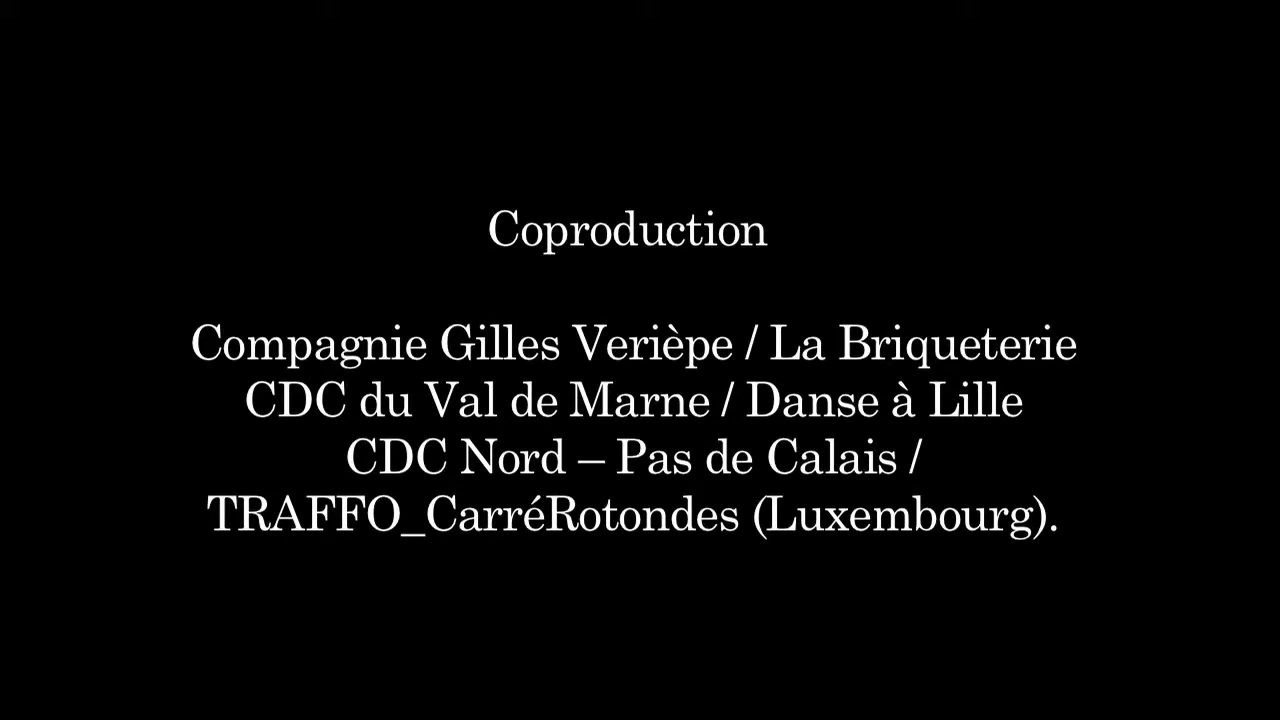 Coproduction
Compagnie Gilles Verièpe / La Briqueterie
CDC du Val de Marne / Danse à Lille
CDC Nord – Pas de Calais /
TRAFFO_CarréRotondes (Luxembourg).